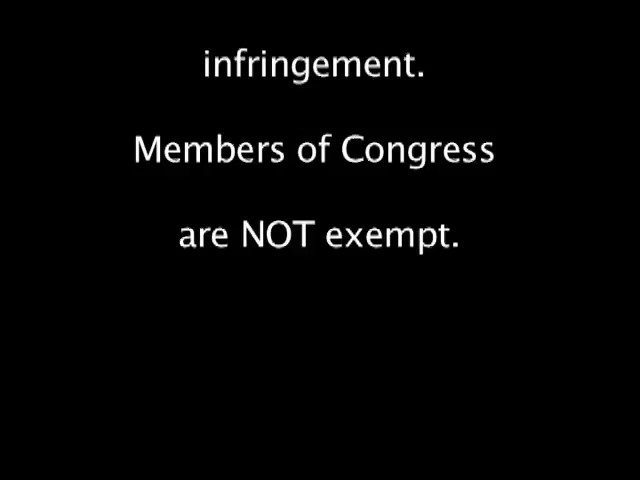 infringement.
Members of Congress
are NOT exempt.